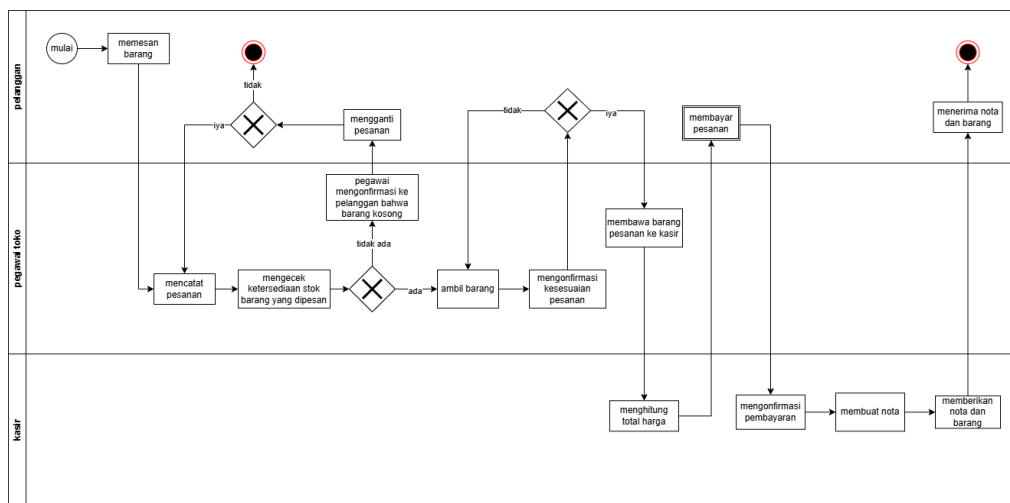 pelanggan
mulai
memesan
barang
tidak
iya
mengganti
pesanan
tidak
iya
membayar
pesanan
menerima nota
dan barang
pegawai toko
pegawai
mengonfirmasi ke
pelanggan bahwa
barang kosong
tidak ada
mencatat
pesanan
mengecek
ketersediaan stok
barang yang dipesan
ada
ambil barang
mengonfirmasi
kesesuaian
pesanan
membawa barang
pesanan ke kasir
kasir
menghitung
total harga
mengonfirmasi
pembayaran
membuat nota
memberikan
nota dan
barang